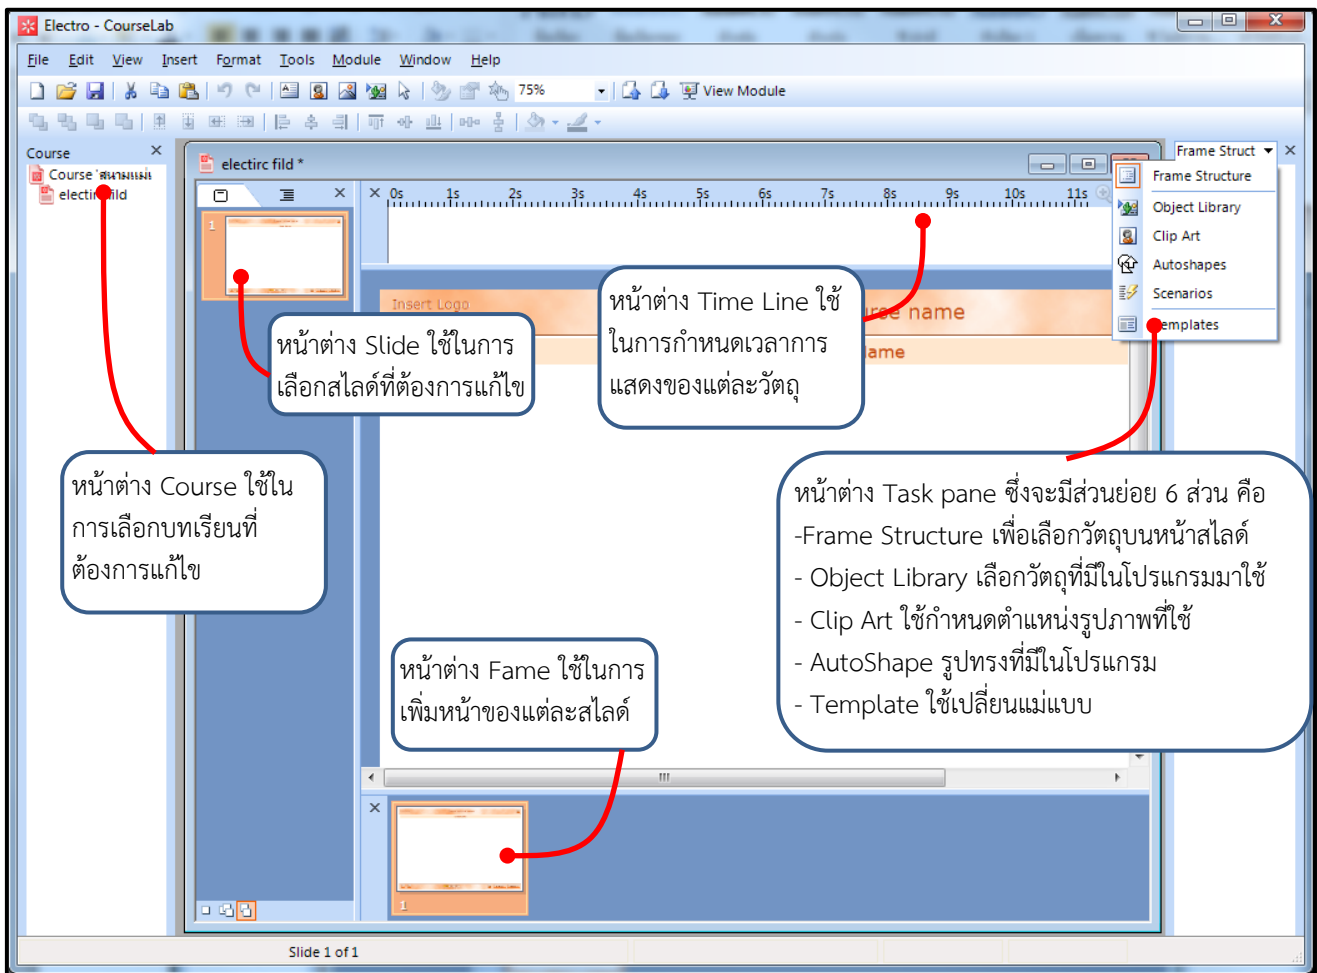 Electro - CourseLab
File Edit View Insert Format Tools Module Window Help
75% View Module
Course
Course 'สนามแม่
electirc fild
electirc fild *
Frame Struct
0s 1s 2s 3s 4s 5s 6s 7s 8s 9s 10s 11s
Frame Structure
Object Library
Clip Art
Autoshapes
Scenarios
emplates
1
Insert Logo
rse name
ame
หน้าต่าง Slide ใช้ในการ
เลือกสไลด์ที่ต้องการแก้ไข
หน้าต่าง Time Line ใช้
ในการกำหนดเวลาการ
แสดงของแต่ละวัตถุ
หน้าต่าง Course ใช้ใน
การเลือกบทเรียนที่
ต้องการแก้ไข
หน้าต่าง Task pane ซึ่งจะมีส่วนย่อย 6 ส่วน คือ
-Frame Structure เพื่อเลือกวัตถุบนหน้าสไลด์
- Object Library เลือกวัตถุที่มีในโปรแกรมมาใช้
- Clip Art ใช้กำหนดตำแหน่งรูปภาพที่ใช้
- AutoShape รูปทรงที่มีในโปรแกรม
- Template ใช้เปลี่ยนแม่แบบ
หน้าต่าง Fame ใช้ในการ
เพิ่มหน้าของแต่ละสไลด์
1
Slide 1 of 1